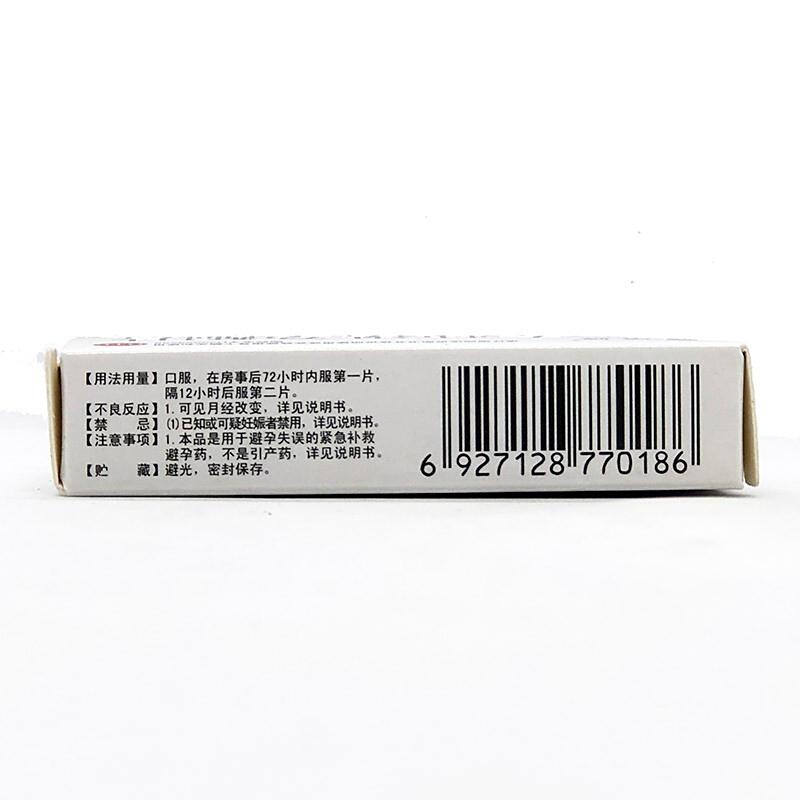 【用法用量】口服，在房事后72小时内服第一片，
隔12小时后服第二片。
【不良反应】1. 可见月经改变，详见说明书。
【禁 忌】⑴已知或可疑妊娠者禁用，详见说明书。
【注意事项】1. 本品是用于避孕失误的紧急补救
避孕药，不是引产药，详见说明书。
【贮 藏】避光，密封保存。
6 927128 770186